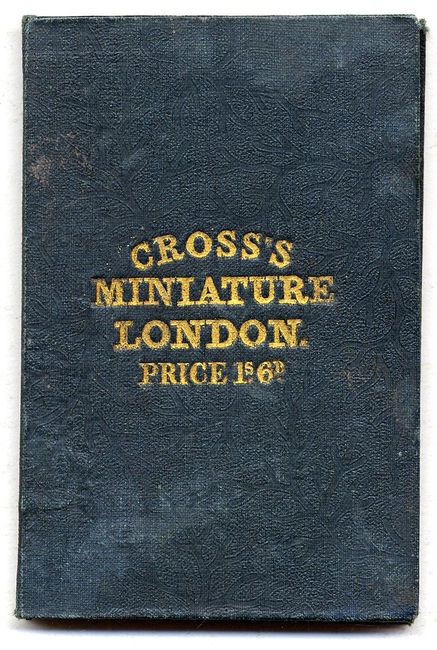 CROSS'S
MINIATURE
LONDON.
PRICE 1S 6D